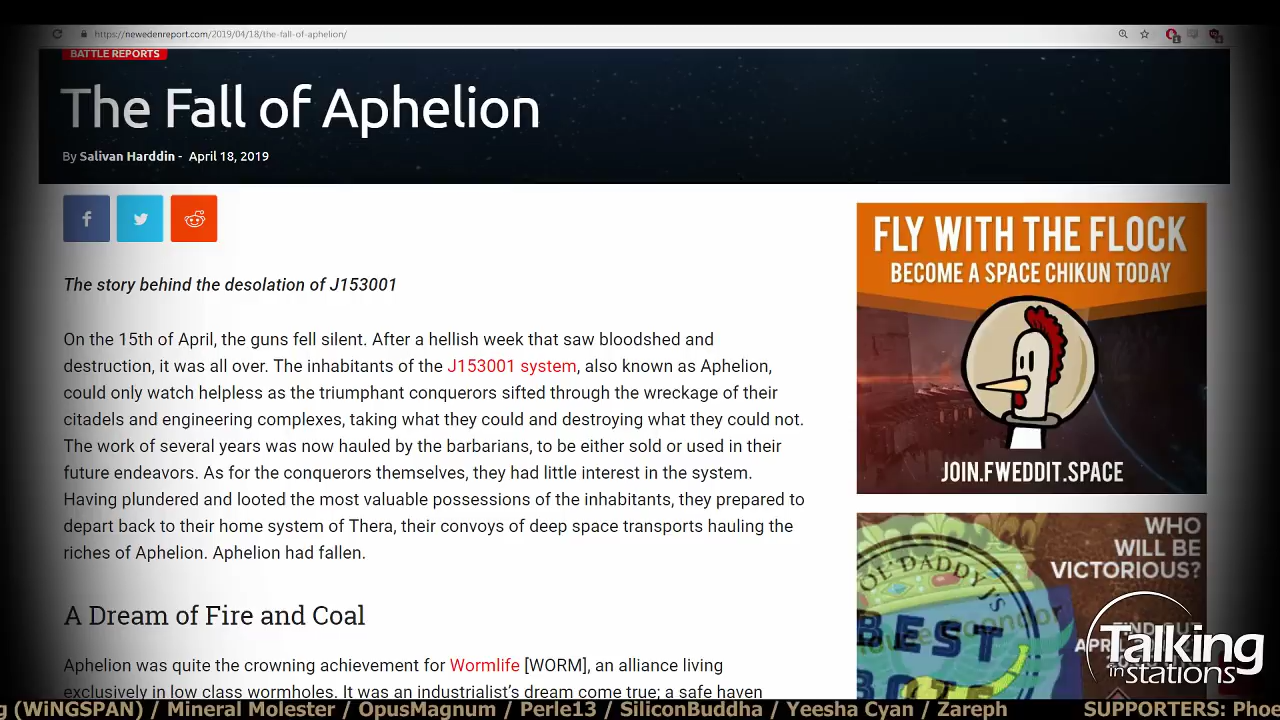 https://newedenreport.com/2019/04/18/the-fall-of-aphelion/
BATTLE REPORTS
The Fall of Aphelion
By Salivan Harddin - April 18, 2019
The story behind the desolation of J153001
On the 15th of April, the guns fell silent. After a hellish week that saw bloodshed and
destruction, it was all over. The inhabitants of the J153001 system, also known as Aphelion,
could only watch helpless as the triumphant conquerors sifted through the wreckage of their
citadels and engineering complexes, taking what they could and destroying what they could not.
The work of several years was now hauled by the barbarians, to be either sold or used in their
future endeavors. As for the conquerors themselves, they had little interest in the system.
Having plundered and looted the most valuable possessions of the inhabitants, they prepared to
depart back to their home system of Thera, their convoys of deep space transports hauling the
riches of Aphelion. Aphelion had fallen.
A Dream of Fire and Coal
Aphelion was quite the crowning achievement for Wormlife [WORM], an alliance living
exclusively in low class wormholes. It was an industrialist's dream come true; a safe haven
FLY WITH THE FLOCK
BECOME A SPACE CHIKUN TODAY
JOIN.FWEDDIT.SPACE
WHO
WILL BE
VICTORIOUS?
OL' DADDY J'S
BEST
Talking
in stations
g (WiNGSPAN) / Mineral Molester / OpusMagnum / Perle13 / SiliconBuddha / Yeesha Cyan / Zareph SUPPORTERS: Phoe